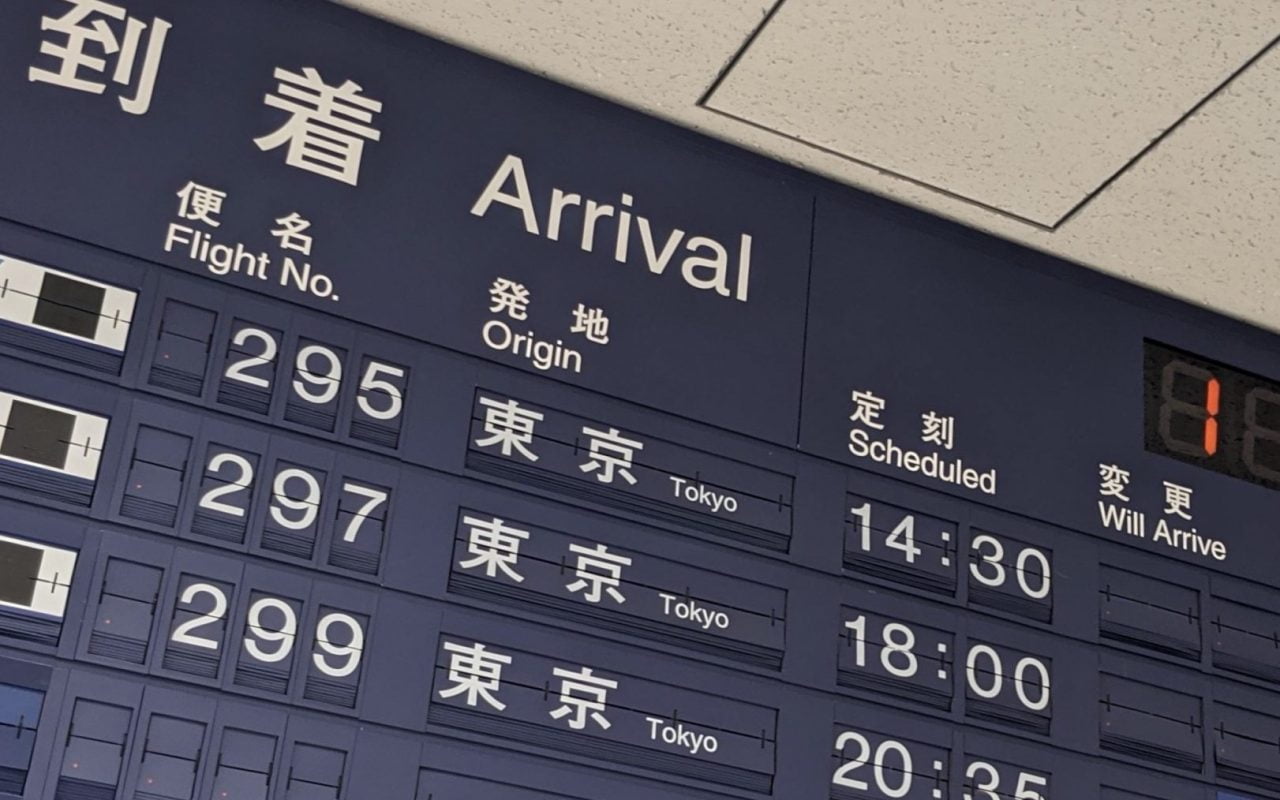 到着 Arrival
便名 発地 定刻 変更
Flight No. Origin Scheduled Will Arrive
1
295 東京 Tokyo 14:30
297 東京 Tokyo 18:00
299 東京 Tokyo 20:35